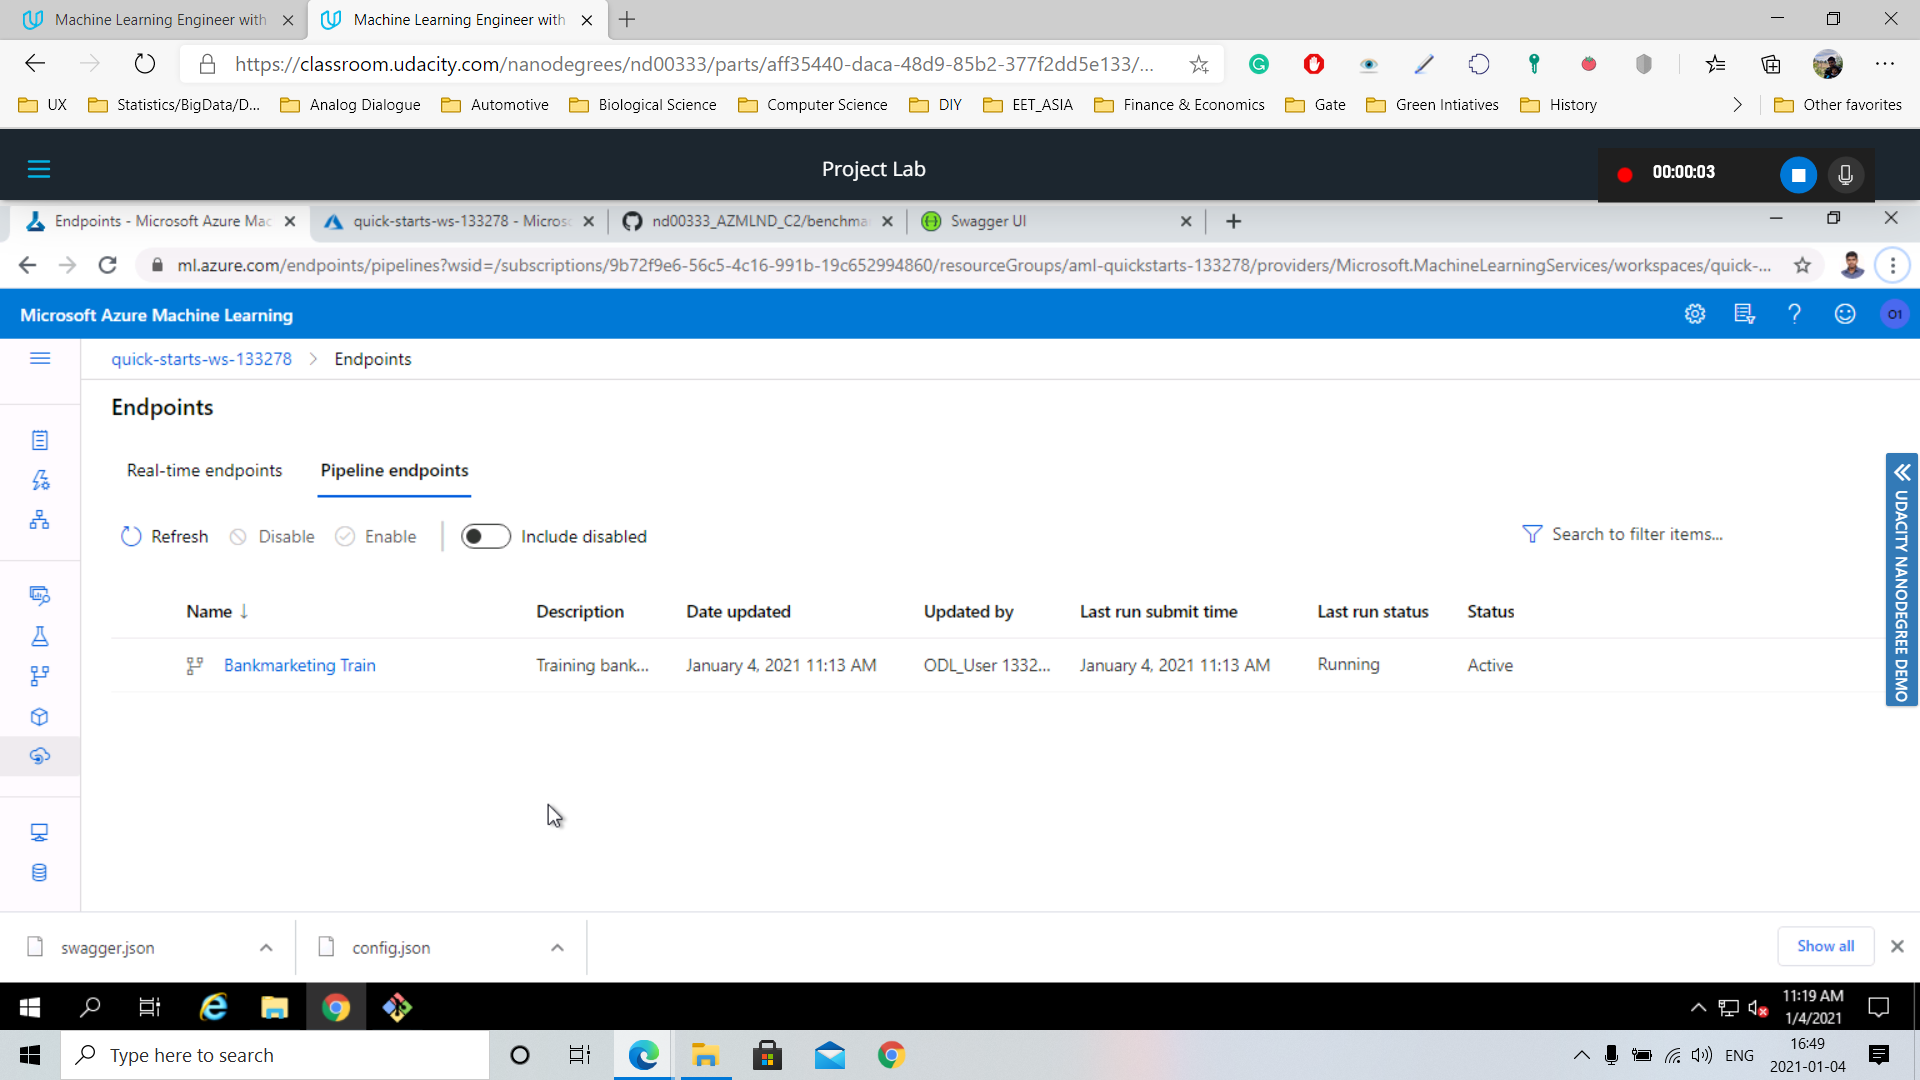 Machine Learning Engineer with
Machine Learning Engineer with
https://classroom.udacity.com/nanodegrees/nd00333/parts/aff35440-daca-48d9-85b2-377f2dd5e133/...
UX
Statistics/BigData/D...
Analog Dialogue
Automotive
Biological Science
Computer Science
DIY
EET_ASIA
Finance & Economics
Gate
Green Intiatives
History
Other favorites
Project Lab
00:00:03
Endpoints - Microsoft Azure Mac
quick-starts-ws-133278 - Microso
nd00333_AZMLND_C2/benchma
Swagger UI
ml.azure.com/endpoints/pipelines?wsid=/subscriptions/9b72f9e6-56c5-4c16-991b-19c652994860/resourceGroups/aml-quickstarts-133278/providers/Microsoft.MachineLearningServices/workspaces/quick-...
Microsoft Azure Machine Learning
O1
quick-starts-ws-133278 > Endpoints
Endpoints
Real-time endpoints
Pipeline endpoints
Refresh
Disable
Enable
Include disabled
Search to filter items...
Name ↓ Description Date updated Updated by Last run submit time Last run status Status
Bankmarketing Train Training bank... January 4, 2021 11:13 AM ODL_User 1332... January 4, 2021 11:13 AM Running Active
UDACITY NANODEGREE DEMO
swagger.json
config.json
Show all
11:19 AM
1/4/2021
Type here to search
ENG
16:49
2021-01-04